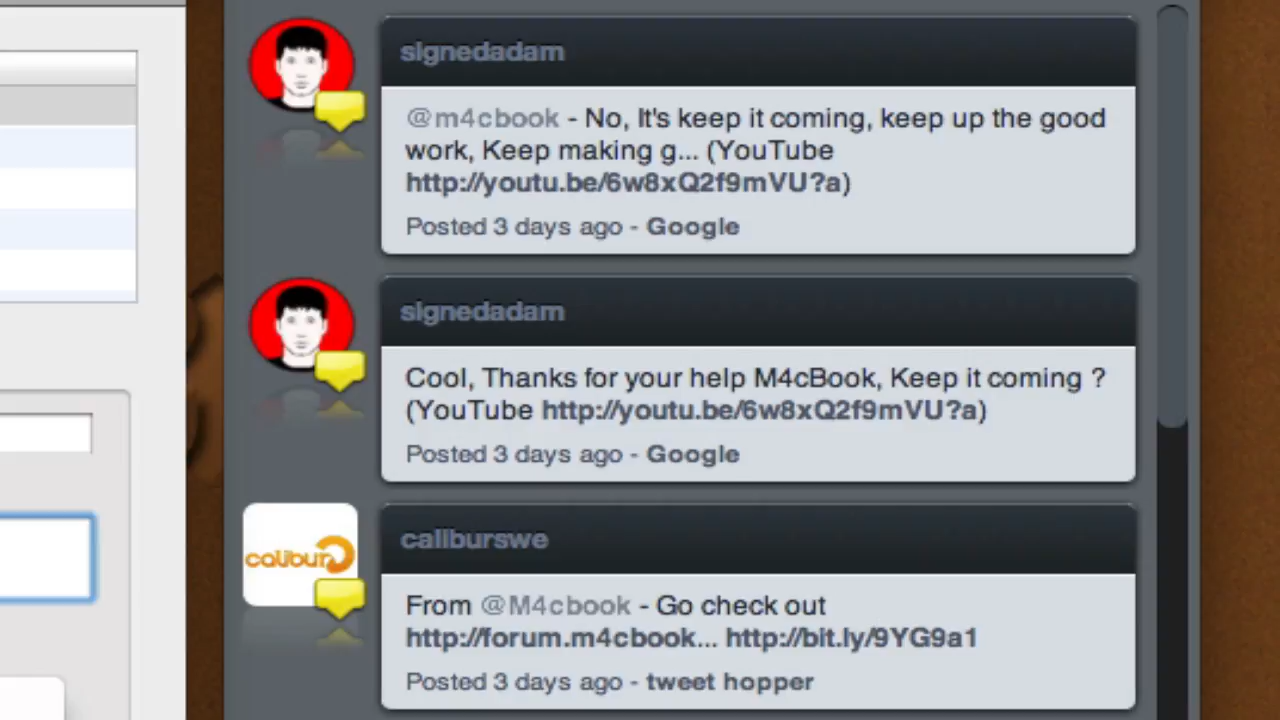 signedadam
@m4cbook - No, It's keep it coming, keep up the good
work, Keep making g... (YouTube
http://youtu.be/6w8xQ2f9mVU?a)
Posted 3 days ago - Google
signedadam
Cool, Thanks for your help M4cBook, Keep it coming ?
(YouTube http://youtu.be/6w8xQ2f9mVU?a)
Posted 3 days ago - Google
caliburswe
calibur
From @M4cbook - Go check out
http://forum.m4cbook... http://bit.ly/9YG9a1
Posted 3 days ago - tweet hopper